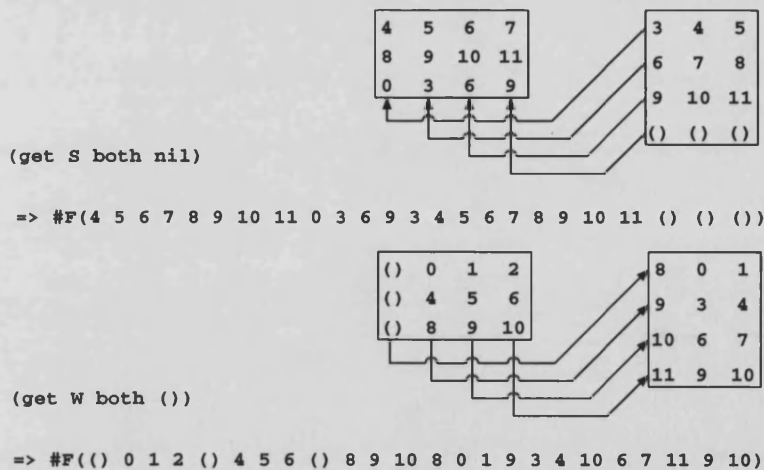 4 5 6 7
8 9 10 11
0 3 6 9
3 4 5
6 7 8
9 10 11
() () ()
(get S both nil)
=> #F(4 5 6 7 8 9 10 11 0 3 6 9 3 4 5 6 7 8 9 10 11 () () ())
() 0 1 2
() 4 5 6
() 8 9 10
8 0 1
9 3 4
10 6 7
11 9 10
(get W both ())
=> #F(() 0 1 2 () 4 5 6 () 8 9 10 8 0 1 9 3 4 10 6 7 11 9 10)